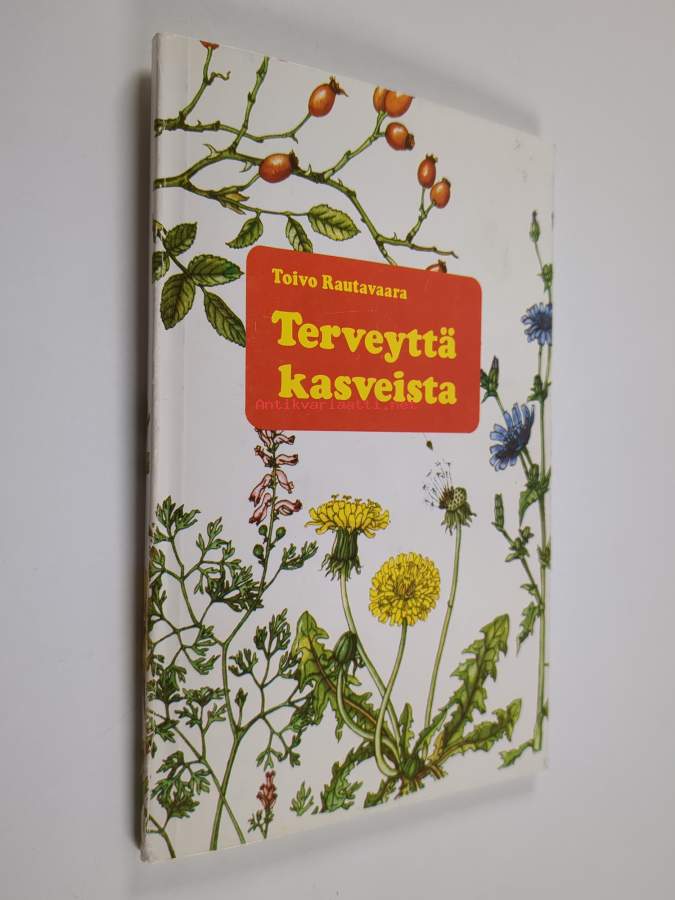 Toivo Rautavaara
Terveyttä
kasveista
Antikvariaatti.net